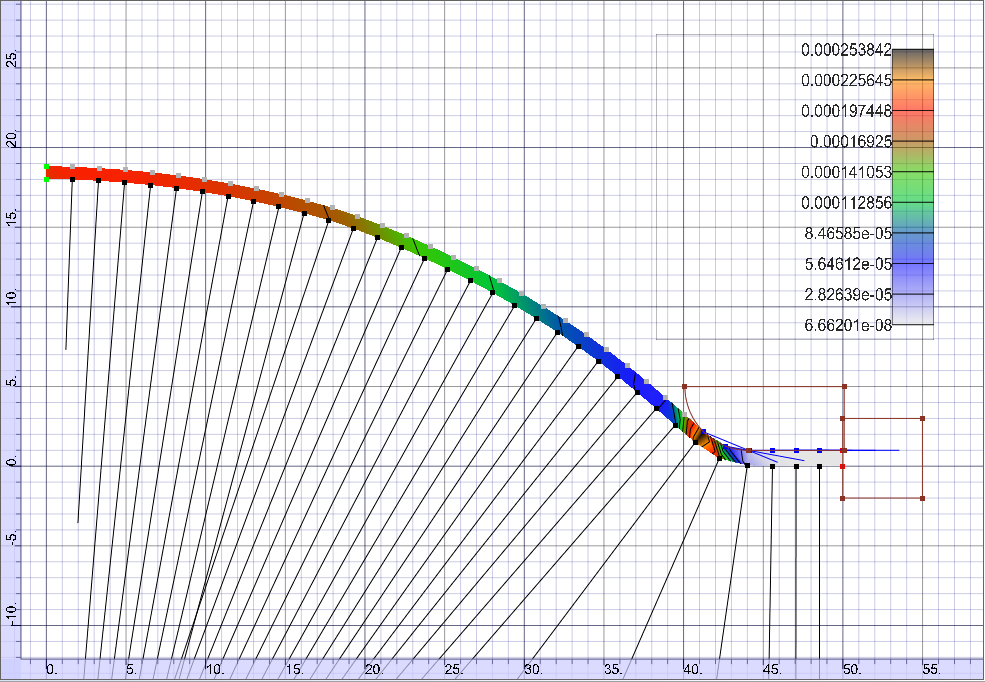 25.
20.
15.
10.
5.
0.
-5.
-10.
0.000253842
0.000225645
0.000197448
0.00016925
0.000141053
0.000112856
8.46585e-05
5.64612e-05
2.82639e-05
6.66201e-08
0. 5. 10. 15. 20. 25. 30. 35. 40. 45. 50. 55.